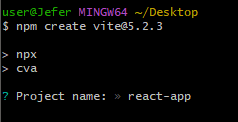 user@Jefer MINGW64 ~/Desktop
$ npm create vite@5.2.3

> npx
> cva

? Project name: » react-app